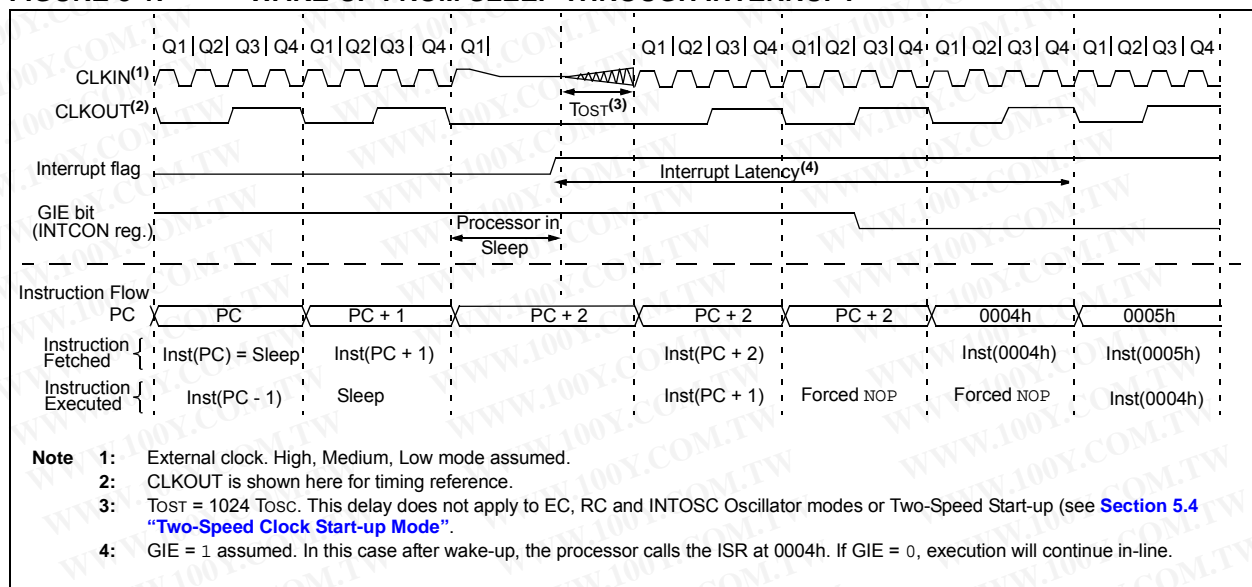 Q1 Q2 Q3 Q4 Q1 Q2 Q3 Q4 Q1 Q1 Q2 Q3 Q4 Q1 Q2 Q3 Q4 Q1 Q2 Q3 Q4 Q1 Q2 Q3 Q4
CLKIN(1)
CLKOUT(2)
TOST(3)
Interrupt flag
Interrupt Latency(4)
GIE bit
(INTCON reg.)
Processor in
Sleep
Instruction Flow
PC PC PC + 1 PC + 2 PC + 2 PC + 2 0004h 0005h
Instruction
Fetched
Inst(PC) = Sleep Inst(PC + 1) Inst(PC + 2) Inst(0004h) Inst(0005h)
Instruction
Executed
Inst(PC - 1) Sleep Inst(PC + 1) Forced NOP Forced NOP Inst(0004h)
Note 1: External clock. High, Medium, Low mode assumed.
2: CLKOUT is shown here for timing reference.
3: TOST = 1024 TOSC. This delay does not apply to EC, RC and INTOSC Oscillator modes or Two-Speed Start-up (see Section 5.4
“Two-Speed Clock Start-up Mode”.
4: GIE = 1 assumed. In this case after wake-up, the processor calls the ISR at 0004h. If GIE = 0, execution will continue in-line.
WWW.100Y.COM.TW